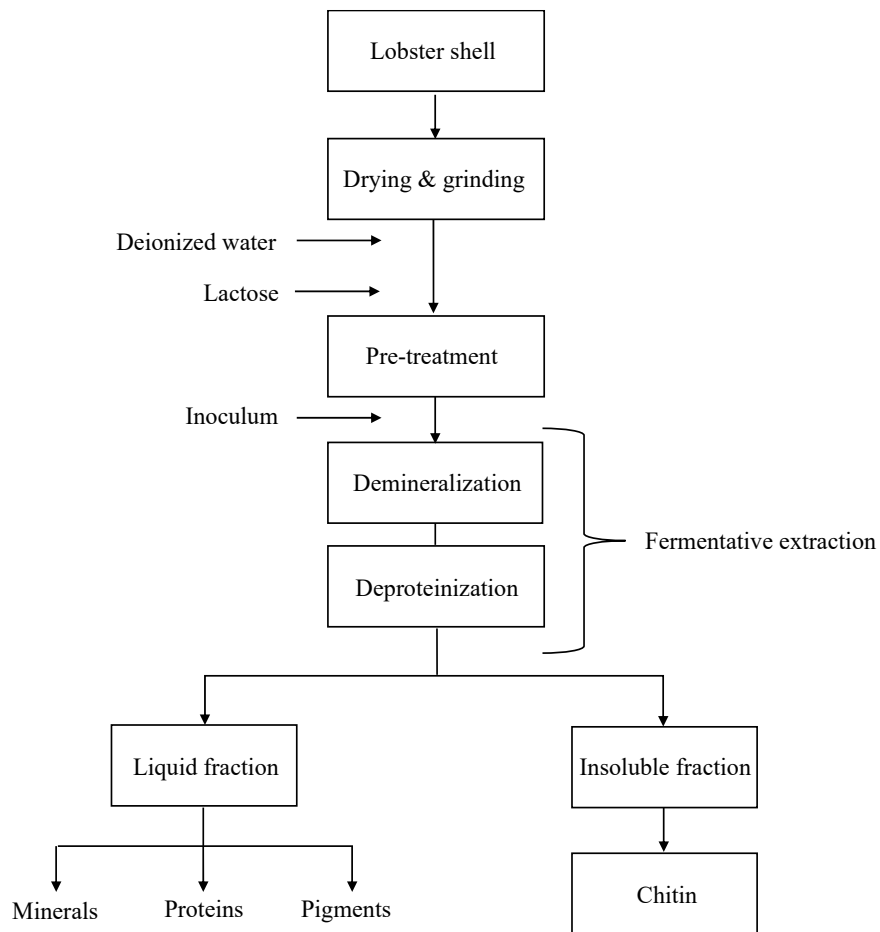 Lobster shell
Drying & grinding
Deionized water
Lactose
Pre-treatment
Inoculum
Demineralization
Fermentative extraction
Deproteinization
Liquid fraction
Insoluble fraction
Minerals
Proteins
Pigments
Chitin